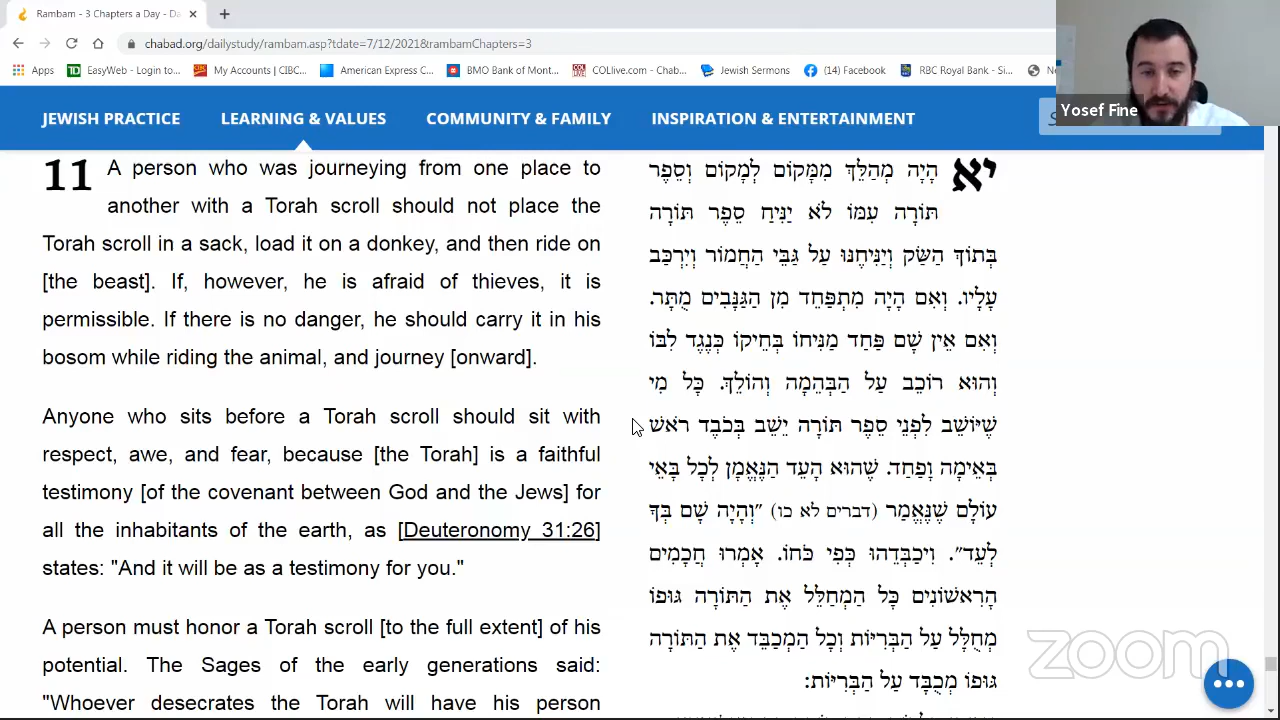 Rambam - 3 Chapters a Day - Da
chabad.org/dailystudy/rambam.asp?tdate=7/12/2021&rambamChapters=3
Apps EasyWeb - Login to... My Accounts | CIBC... American Express C... BMO Bank of Mont... COLlive.com - Chab... Jewish Sermons (14) Facebook RBC Royal Bank - Si... Ne
Yosef Fine
JEWISH PRACTICE LEARNING & VALUES COMMUNITY & FAMILY INSPIRATION & ENTERTAINMENT
11 A person who was journeying from one place to
another with a Torah scroll should not place the
Torah scroll in a sack, load it on a donkey, and then ride on
[the beast]. If, however, he is afraid of thieves, it is
permissible. If there is no danger, he should carry it in his
bosom while riding the animal, and journey [onward].
Anyone who sits before a Torah scroll should sit with
respect, awe, and fear, because [the Torah] is a faithful
testimony [of the covenant between God and the Jews] for
all the inhabitants of the earth, as [Deuteronomy 31:26]
states: "And it will be as a testimony for you."
A person must honor a Torah scroll [to the full extent] of his
potential. The Sages of the early generations said:
"Whoever desecrates the Torah will have his person
יא הָיָה מְהַלֵּךְ מִמָּקוֹם לְמָקוֹם וְסֵפֶר
תּוֹרָה עִמּוֹ לֹא יַנִּיחַ סֵפֶר תּוֹרָה
בְּתוֹךְ הַשַּׂק וְיַנִּיחֶנּוּ עַל גַּבֵּי הַחֲמוֹר וְיִרְכַּב
עָלָיו. וְאִם הָיָה מִתְפַּחֵד מִן הַגַּנָּבִים מֻתָּר.
וְאִם אֵין שָׁם פַּחַד מַנִּיחוֹ בְּחֵיקוֹ כְּנֶגֶד לִבּוֹ
וְהוּא רוֹכֵב עַל הַבְּהֵמָה וְהוֹלֵךְ. כָּל מִי
שֶׁיּוֹשֵׁב לִפְנֵי סֵפֶר תּוֹרָה יֵשֵׁב בְּכֹבֶד רֹאשׁ
בְּאֵימָה וָפַחַד. שֶׁהוּא הָעֵד הַנֶּאֱמָן לְכָל בָּאֵי
עוֹלָם שֶׁנֶּאֱמַר (דברים לא כו) "וְהָיָה שָׁם בְּךָ
לְעֵד". וִיכַבְּדֵהוּ כְּפִי כֹּחוֹ. אָמְרוּ חֲכָמִים
הָרִאשׁוֹנִים כָּל הַמְחַלֵּל אֶת הַתּוֹרָה גּוּפוֹ
מְחֻלָּל עַל הַבְּרִיּוֹת וְכָל הַמְכַבֵּד אֶת הַתּוֹרָה
גּוּפוֹ מְכֻבָּד עַל הַבְּרִיּוֹת:
zoom